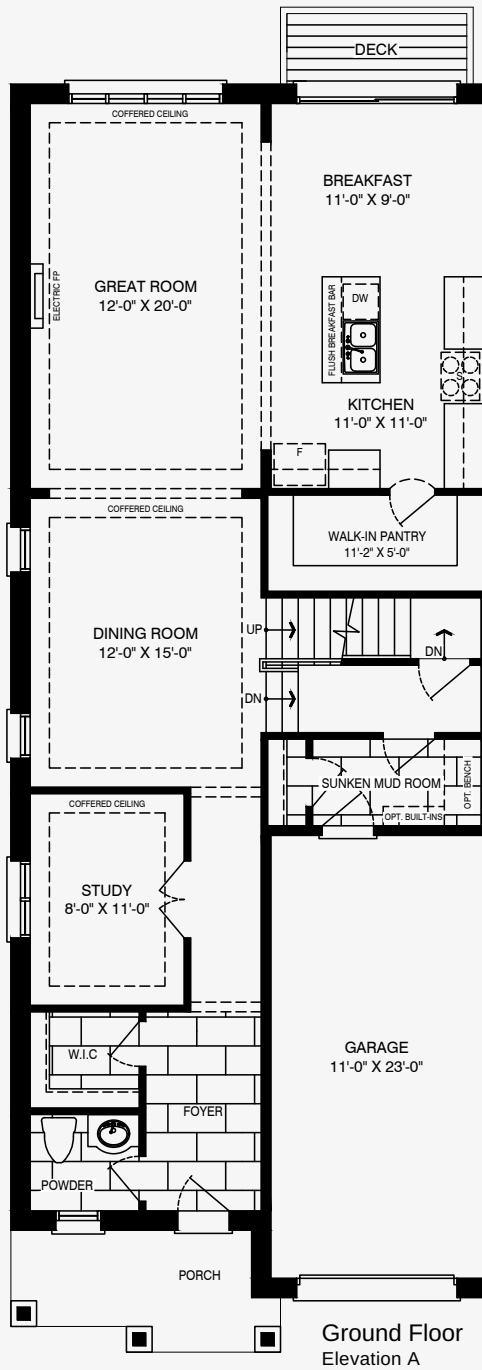 DECK
COFFERED CEILING
BREAKFAST
11'-0" X 9'-0"
GREAT ROOM
12'-0" X 20'-0"
ELECTRIC FP
FLUSH BREAKFAST BAR
DW
S
KITCHEN
11'-0" X 11'-0"
F
COFFERED CEILING
WALK-IN PANTRY
11'-2" X 5'-0"
DINING ROOM
12'-0" X 15'-0"
UP
DN
DN
SUNKEN MUD ROOM
OPT. BENCH
OPT. BUILT-INS
COFFERED CEILING
STUDY
8'-0" X 11'-0"
W.I.C
GARAGE
11'-0" X 23'-0"
FOYER
POWDER
PORCH
Ground Floor
Elevation A